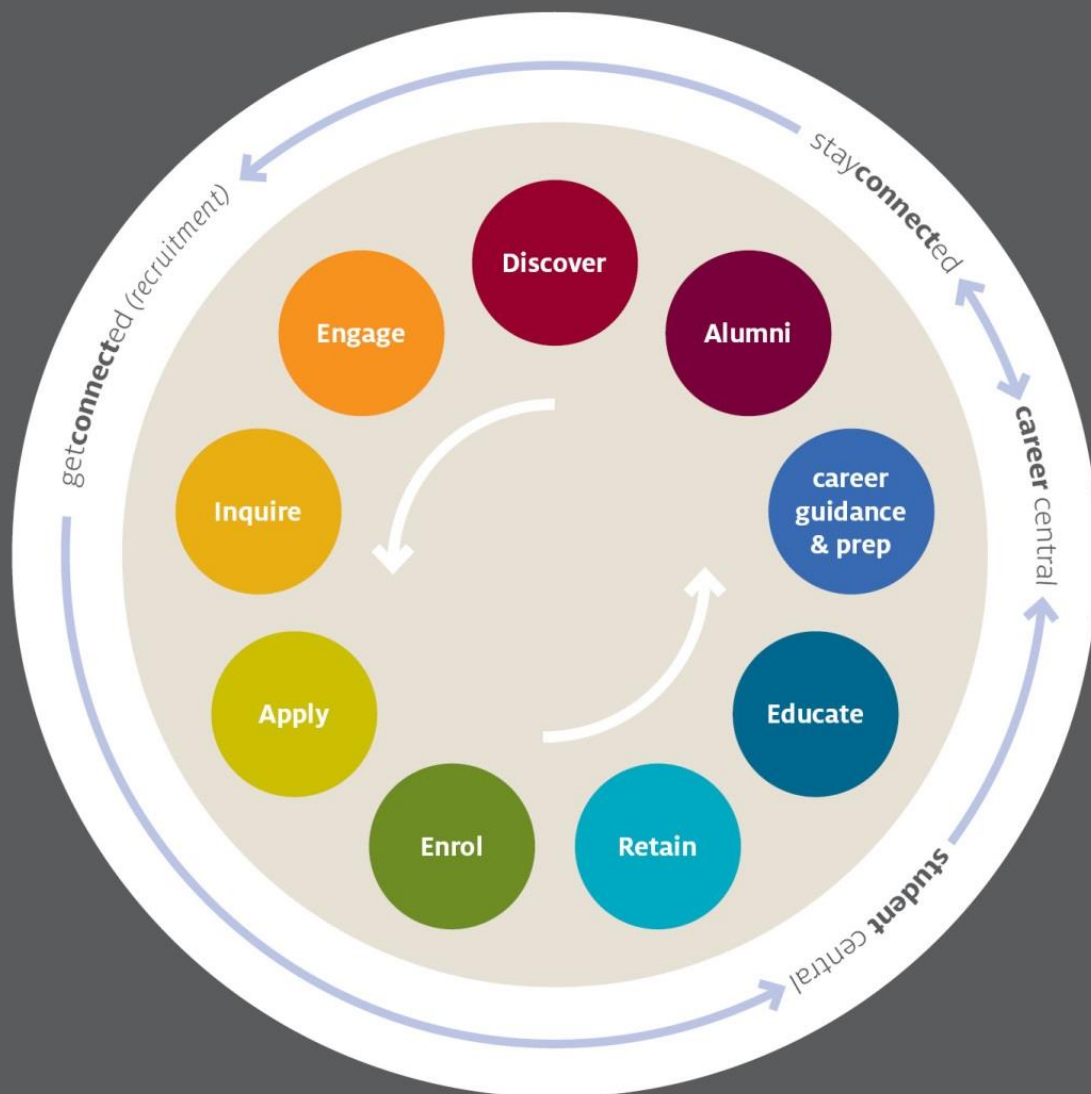 stayconnected
getconnected (recruitment)
career central
student central
Discover
Engage
Alumni
Inquire
career
guidance
& prep
Apply
Educate
Enrol
Retain